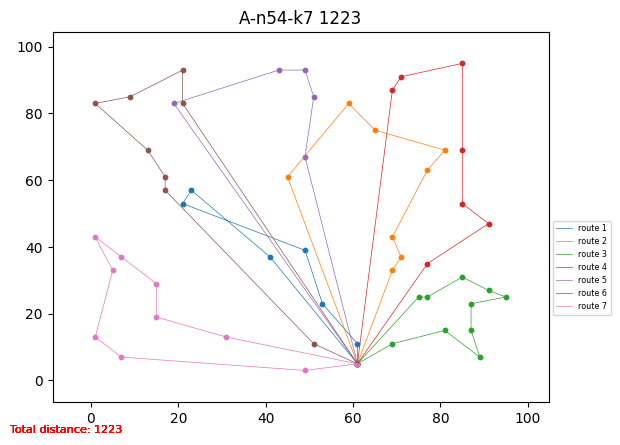 A-n54-k7 1223
100
80
60
40
20
0
0 20 40 60 80 100
route 1
route 2
route 3
route 4
route 5
route 6
route 7
Total distance: 1223